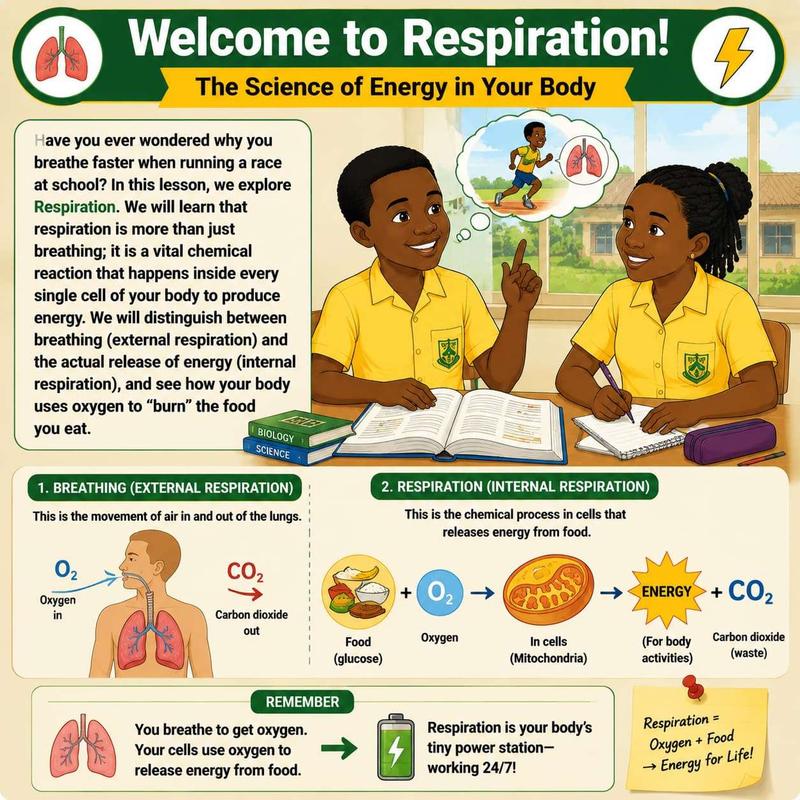 Welcome to Respiration!
The Science of Energy in Your Body
Have you ever wondered why you
breathe faster when running a race
at school? In this lesson, we explore
Respiration. We will learn that
respiration is more than just
breathing; it is a vital chemical
reaction that happens inside every
single cell of your body to produce
energy. We will distinguish between
breathing (external respiration) and
the actual release of energy (internal
respiration), and see how your body
uses oxygen to “burn” the food
you eat.
BIOLOGY
SCIENCE
1. BREATHING (EXTERNAL RESPIRATION)
This is the movement of air in and out of the lungs.
O₂
Oxygen
in
CO₂
Carbon dioxide
out
2. RESPIRATION (INTERNAL RESPIRATION)
This is the chemical process in cells that
releases energy from food.
Food
(glucose)
+
O₂
Oxygen
In cells
(Mitochondria)
ENERGY
(For body
activities)
+ CO₂
Carbon dioxide
(waste)
REMEMBER
You breathe to get oxygen.
Your cells use oxygen to
release energy from food.
Respiration is your body’s
tiny power station—
working 24/7!
Respiration =
Oxygen + Food
→ Energy for Life!